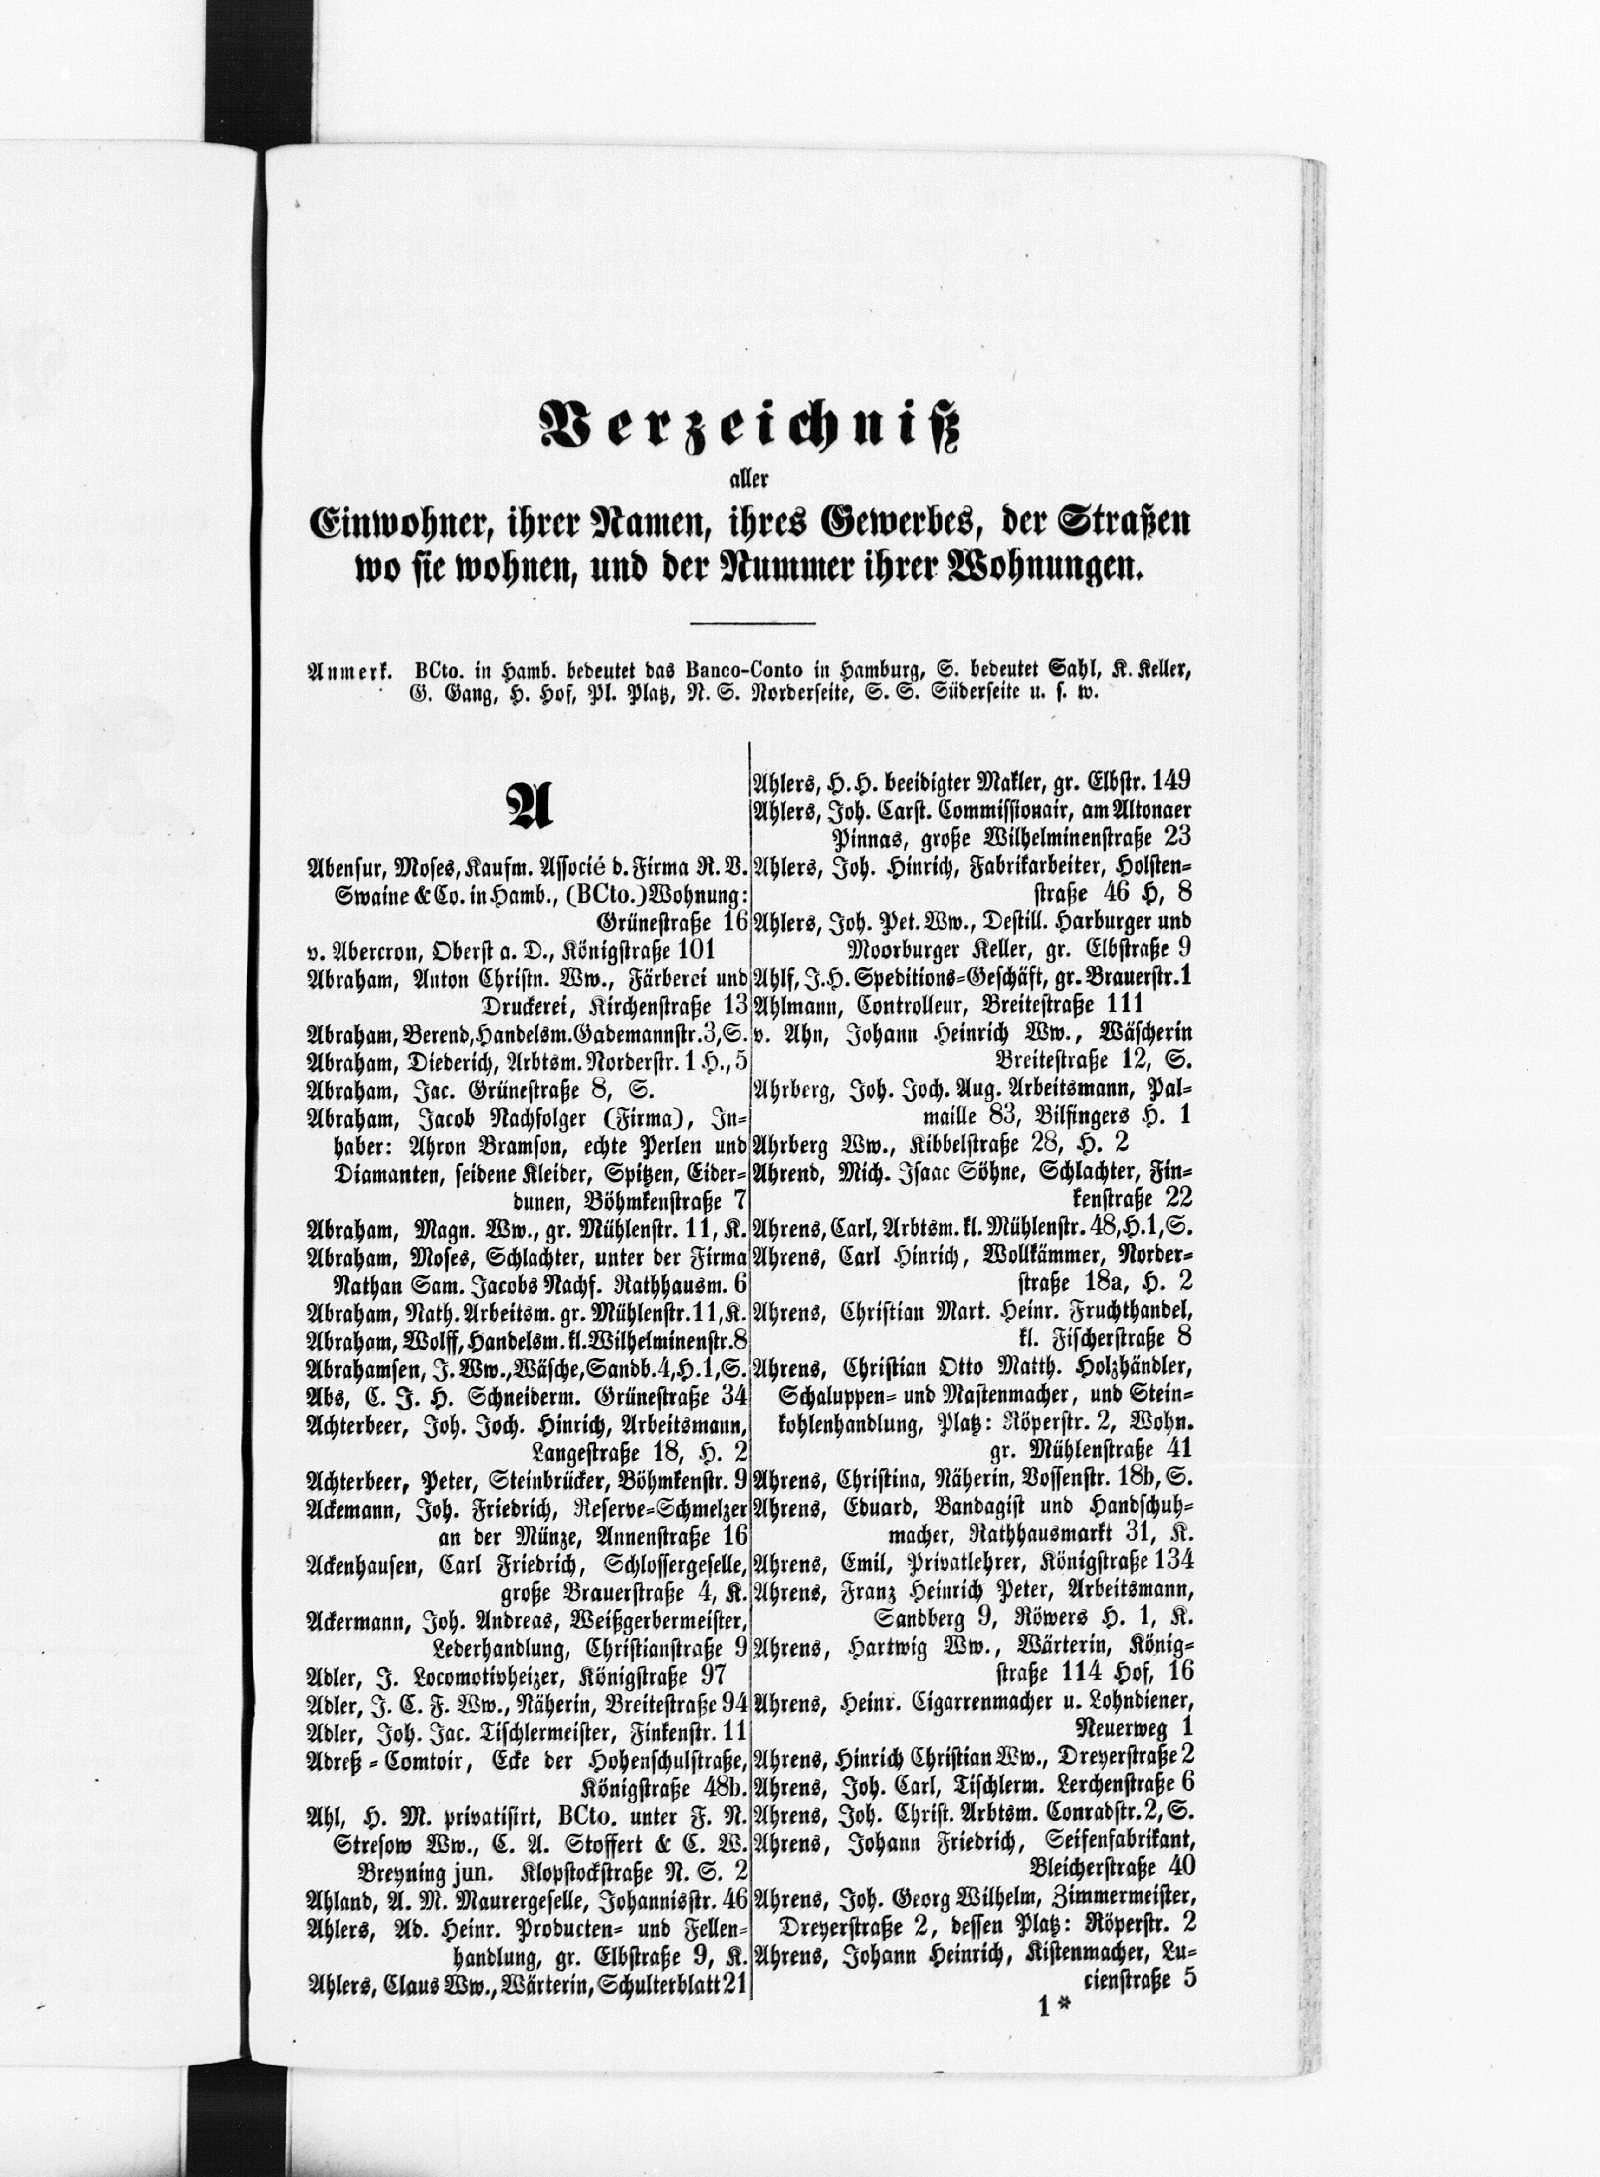 Verzeichniß
aller
Einwohner, ihrer Namen, ihres Gewerbes, der Straßen
wo sie wohnen, und der Nummer ihrer Wohnungen.
Anmerk. BCto. in Hamb. bedeutet das Banco-Conto in Hamburg, S. bedeutet Sahl, K. Keller,
G. Gang, H. Hof, Pl. Platz, N. S. Norderseite, S. S. Süderseite u. s. w.
A
Abensur, Moses, Kaufm. Associé d. Firma R. V.
Swaine & Co. in Hamb., (BCto.) Wohnung:
Grünestraße 16
v. Abercron, Oberst a. D., Königstraße 101
Abraham, Anton Christn. Ww., Färberei und
Druckerei, Kirchenstraße 13
Abraham, Berend, Handelsm. Gademannstr. 3, S.
Abraham, Diederich, Arbtsm. Norderstr. 1 H., 5
Abraham, Jac. Grünestraße 8, S.
Abraham, Jacob Nachfolger (Firma), In-
haber: Ahron Bramson, echte Perlen und
Diamanten, seidene Kleider, Spitzen, Eider-
dunen, Böhmkenstraße 7
Abraham, Magn. Ww., gr. Mühlenstr. 11, K.
Abraham, Moses, Schlachter, unter der Firma
Nathan Sam. Jacobs Nachf. Rathhausm. 6
Abraham, Nath. Arbeitsm. gr. Mühlenstr. 11, K.
Abraham, Wolff, Handelsm. kl. Wilhelminenstr. 8
Abrahamsen, J. Ww., Wäsche, Sandb. 4, H. 1, S.
Abs, C. J. H. Schneiderm. Grünestraße 34
Achterbeer, Joh. Joch. Hinrich, Arbeitsmann,
Langestraße 18, H. 2
Achterbeer, Peter, Steinbrücker, Böhmkenstr. 9
Ackemann, Joh. Friedrich, Reserve-Schmelzer
an der Münze, Annenstraße 16
Ackenhausen, Carl Friedrich, Schlossergeselle,
große Brauerstraße 4, K.
Ackermann, Joh. Andreas, Weißgerbermeister,
Lederhandlung, Christianstraße 9
Adler, J. Locomotivheizer, Königstraße 97
Adler, J. C. F. Ww., Näherin, Breitestraße 94
Adler, Joh. Jac. Tischlermeister, Finkenstr. 11
Adreß-Comtoir, Ecke der Hohenschulstraße,
Königstraße 48b.
Ahl, H. M. privatisirt, BCto. unter F. N.
Stresow Ww., C. A. Stoffert & C. W.
Breyning jun. Klopstockstraße N. S. 2
Ahland, A. M. Maurergeselle, Johannisstr. 46
Ahlers, Ad. Heinr. Producten- und Fellen-
handlung, gr. Elbstraße 9, K.
Ahlers, Claus Ww., Wärterin, Schulterblatt 21
Ahlers, H. H. beeidigter Makler, gr. Elbstr. 149
Ahlers, Joh. Carst. Commissionair, am Altonaer
Pinnas, große Wilhelminenstraße 23
Ahlers, Joh. Hinrich, Fabrikarbeiter, Holsten-
straße 46 H, 8
Ahlers, Joh. Pet. Ww., Destill. Harburger und
Moorburger Keller, gr. Elbstraße 9
Ahlf, J. H. Speditions-Geschäft, gr. Brauerstr. 1
Ahlmann, Controlleur, Breitestraße 111
v. Ahn, Johann Heinrich Ww., Wäscherin
Breitestraße 12, S.
Ahrberg, Joh. Joch. Aug. Arbeitsmann, Pal-
maille 83, Bilfingers H. 1
Ahrberg Ww., Kibbelstraße 28, H. 2
Ahrend, Mich. Isaac Söhne, Schlachter, Fin-
kenstraße 22
Ahrens, Carl, Arbtsm. kl. Mühlenstr. 48, H. 1, S.
Ahrens, Carl Hinrich, Wollkämmer, Norder-
straße 18a, H. 2
Ahrens, Christian Mart. Heinr. Fruchthandel,
kl. Fischerstraße 8
Ahrens, Christian Otto Matth. Holzhändler,
Schaluppen- und Mastenmacher, und Stein-
kohlenhandlung, Platz: Röperstr. 2, Wohn.
gr. Mühlenstraße 41
Ahrens, Christina, Näherin, Vossenstr. 18b, S.
Ahrens, Eduard, Bandagist und Handschuh-
macher, Rathhausmarkt 31, K.
Ahrens, Emil, Privatlehrer, Königstraße 134
Ahrens, Franz Heinrich Peter, Arbeitsmann,
Sandberg 9, Röwers H. 1, K.
Ahrens, Hartwig Ww., Wärterin, König-
straße 114 Hof, 16
Ahrens, Heinr. Cigarrenmacher u. Lohndiener,
Neuerweg 1
Ahrens, Hinrich Christian Ww., Dreyerstraße 2
Ahrens, Joh. Carl, Tischlerm. Lerchenstraße 6
Ahrens, Joh. Christ. Arbtsm. Conradstr. 2, S.
Ahrens, Johann Friedrich, Seifenfabrikant,
Bleicherstraße 40
Ahrens, Joh. Georg Wilhelm, Zimmermeister,
Dreyerstraße 2, dessen Platz: Röperstr. 2
Ahrens, Johann Heinrich, Kistenmacher, Lu-
cienstraße 5
1*